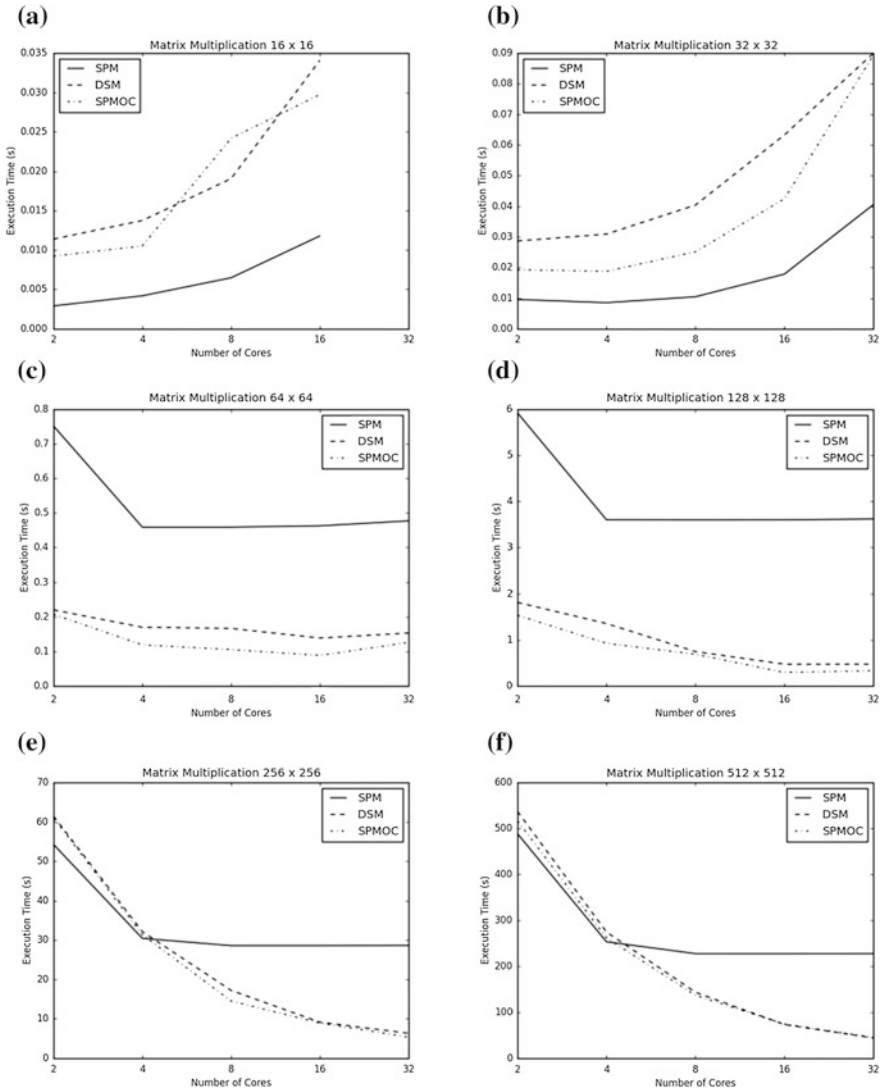 (a)
Matrix Multiplication 16 x 16
0.035
0.030
0.025
0.020
0.015
0.010
0.005
0.000
Execution Time (s)
SPM
DSM
SPMOC
2 4 8 16 32
Number of Cores
(b)
Matrix Multiplication 32 x 32
0.09
0.08
0.07
0.06
0.05
0.04
0.03
0.02
0.01
0.00
Execution Time (s)
SPM
DSM
SPMOC
2 4 8 16 32
Number of Cores
(c)
Matrix Multiplication 64 x 64
0.8
0.7
0.6
0.5
0.4
0.3
0.2
0.1
0.0
Execution Time (s)
SPM
DSM
SPMOC
2 4 8 16 32
Number of Cores
(d)
Matrix Multiplication 128 x 128
6
5
4
3
2
1
0
Execution Time (s)
SPM
DSM
SPMOC
2 4 8 16 32
Number of Cores
(e)
Matrix Multiplication 256 x 256
70
60
50
40
30
20
10
0
Execution Time (s)
SPM
DSM
SPMOC
2 4 8 16 32
Number of Cores
(f)
Matrix Multiplication 512 x 512
600
500
400
300
200
100
0
Execution Time (s)
SPM
DSM
SPMOC
2 4 8 16 32
Number of Cores